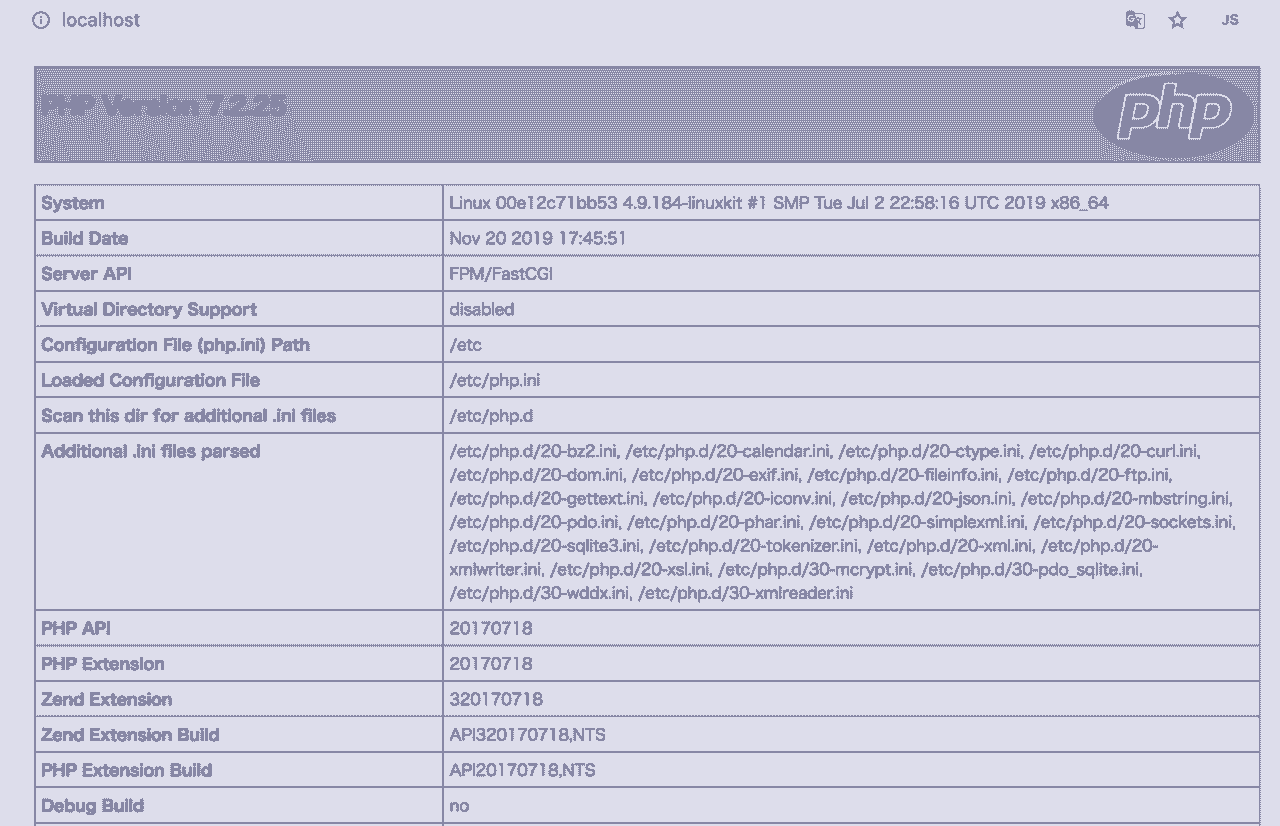 localhost
JS
PHP Version 7.2.25
php
System Linux 00e12c71bb53 4.9.184-linuxkit #1 SMP Tue Jul 2 22:58:16 UTC 2019 x86_64
Build Date Nov 20 2019 17:45:51
Server API FPM/FastCGI
Virtual Directory Support disabled
Configuration File (php.ini) Path /etc
Loaded Configuration File /etc/php.ini
Scan this dir for additional .ini files /etc/php.d
Additional .ini files parsed /etc/php.d/20-bz2.ini, /etc/php.d/20-calendar.ini, /etc/php.d/20-ctype.ini, /etc/php.d/20-curl.ini,
/etc/php.d/20-dom.ini, /etc/php.d/20-exif.ini, /etc/php.d/20-fileinfo.ini, /etc/php.d/20-ftp.ini,
/etc/php.d/20-gettext.ini, /etc/php.d/20-iconv.ini, /etc/php.d/20-json.ini, /etc/php.d/20-mbstring.ini,
/etc/php.d/20-pdo.ini, /etc/php.d/20-phar.ini, /etc/php.d/20-simplexml.ini, /etc/php.d/20-sockets.ini,
/etc/php.d/20-sqlite3.ini, /etc/php.d/20-tokenizer.ini, /etc/php.d/20-xml.ini, /etc/php.d/20-
xmlwriter.ini, /etc/php.d/20-xsl.ini, /etc/php.d/30-mcrypt.ini, /etc/php.d/30-pdo_sqlite.ini,
/etc/php.d/30-wddx.ini, /etc/php.d/30-xmlreader.ini
PHP API 20170718
PHP Extension 20170718
Zend Extension 320170718
Zend Extension Build API320170718,NTS
PHP Extension Build API20170718,NTS
Debug Build no